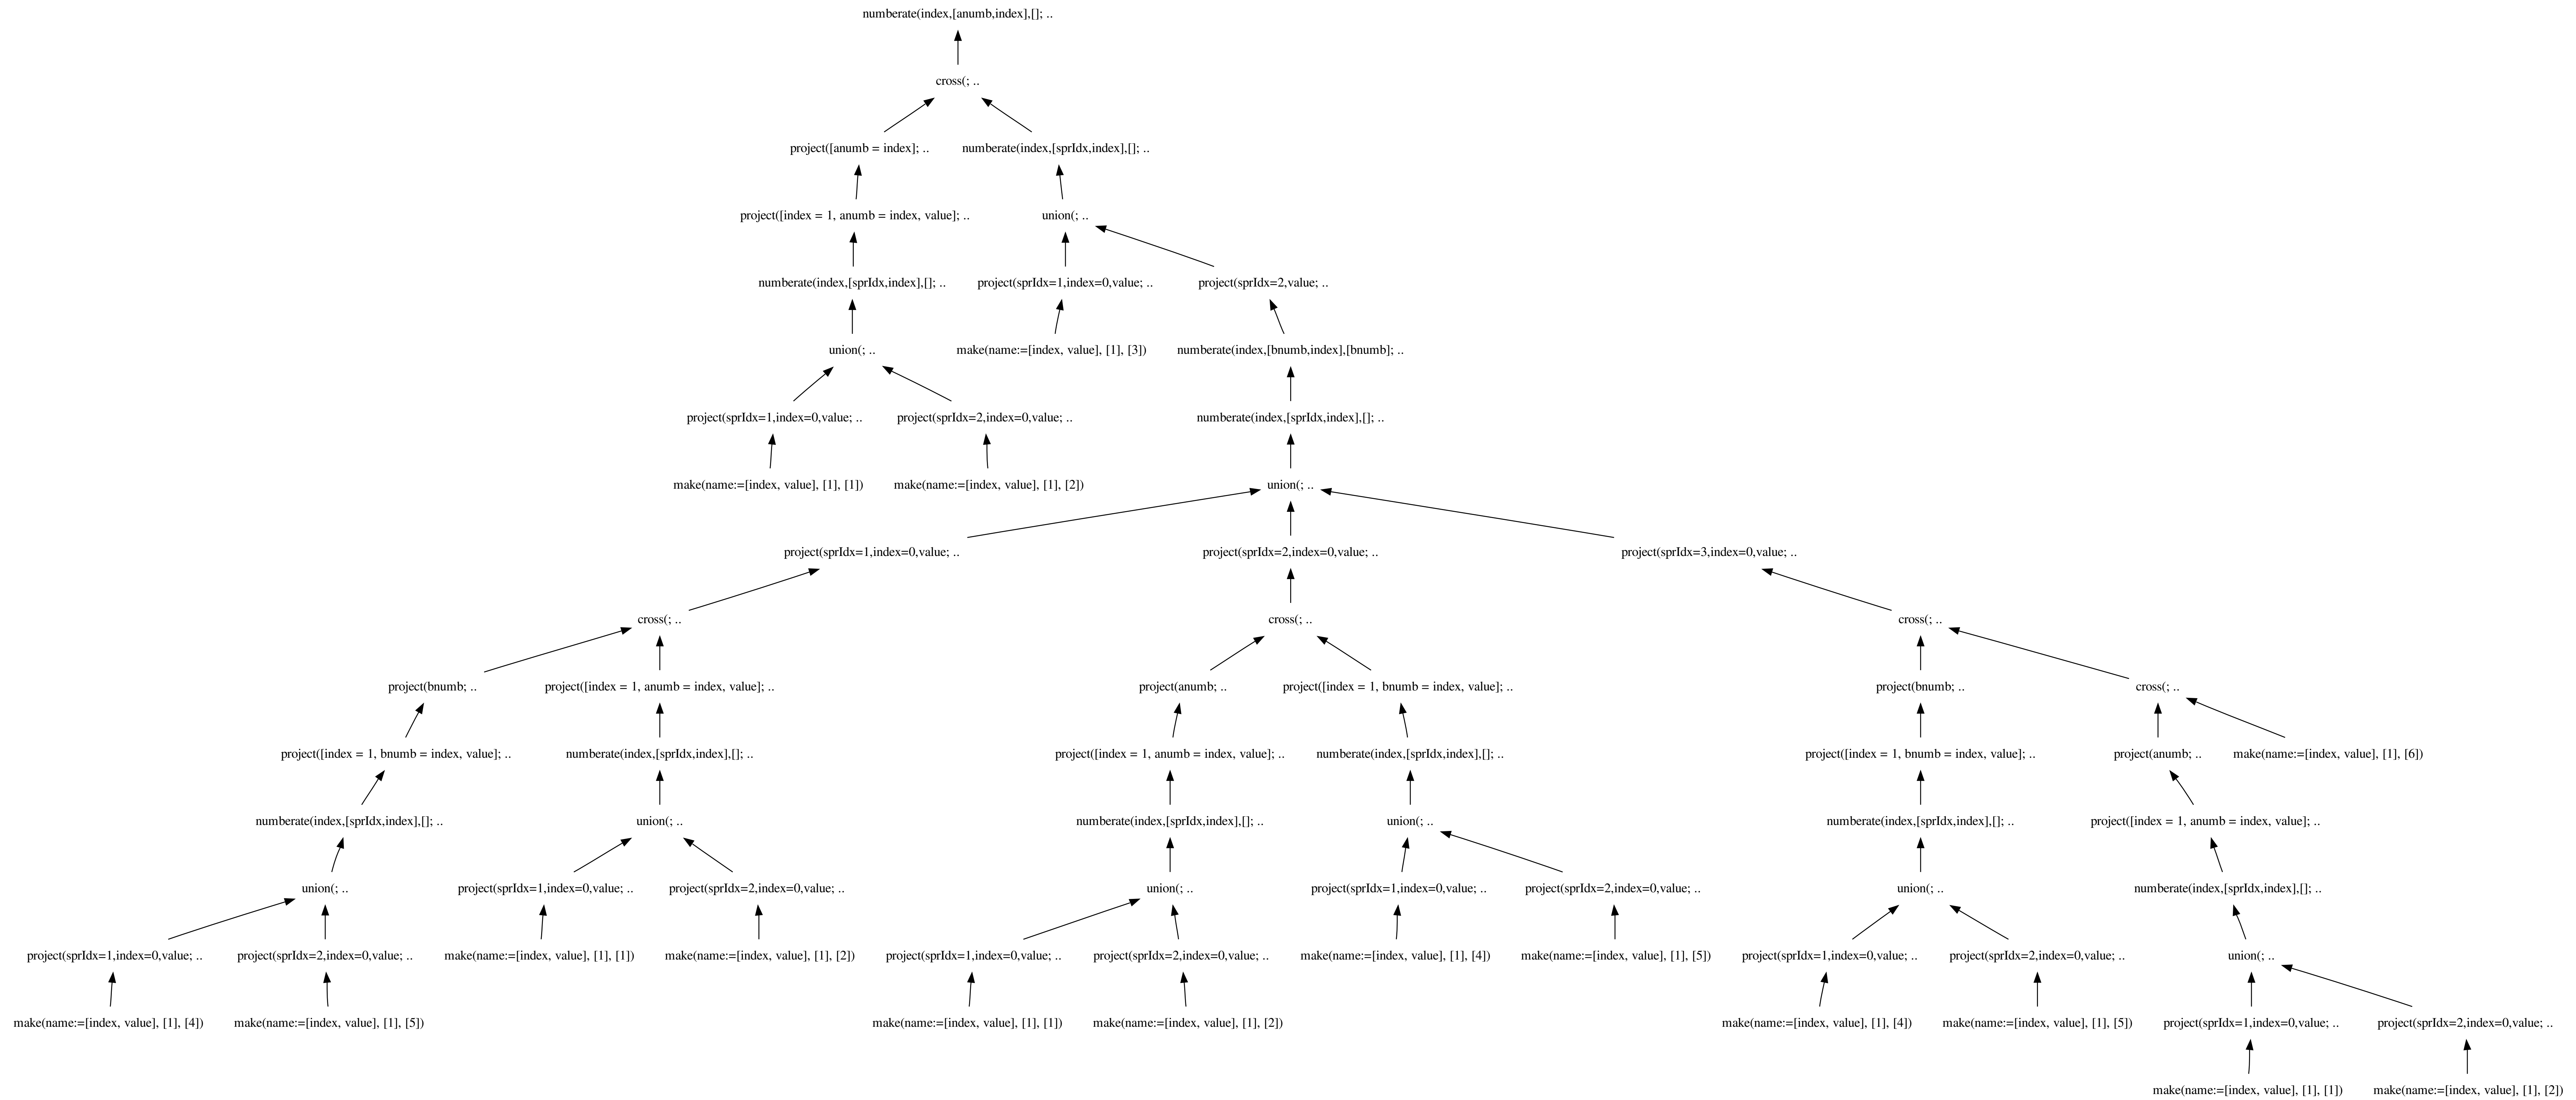 numberate(index,[anumb,index],[]; ..
cross(; ..
project([anumb = index]; .. numberate(index,[sprIdx,index],[]; ..
project([index = 1, anumb = index, value]; .. union(; ..
numberate(index,[sprIdx,index],[]; .. project(sprIdx=1,index=0,value; .. project(sprIdx=2,value; ..
union(; .. make(name:=[index, value], [1], [3]) numberate(index,[bnumb,index],[bnumb]; ..
project(sprIdx=1,index=0,value; .. project(sprIdx=2,index=0,value; .. numberate(index,[sprIdx,index],[]; ..
make(name:=[index, value], [1], [1]) make(name:=[index, value], [1], [2]) union(; ..
project(sprIdx=1,index=0,value; .. project(sprIdx=2,index=0,value; .. project(sprIdx=3,index=0,value; ..
cross(; .. cross(; .. cross(; ..
project(bnumb; .. project([index = 1, anumb = index, value]; .. project(anumb; .. project([index = 1, bnumb = index, value]; .. project(bnumb; .. cross(; ..
project([index = 1, bnumb = index, value]; .. numberate(index,[sprIdx,index],[]; .. project([index = 1, anumb = index, value]; .. numberate(index,[sprIdx,index],[]; .. project([index = 1, bnumb = index, value]; .. project(anumb; .. make(name:=[index, value], [1], [6])
numberate(index,[sprIdx,index],[]; .. union(; .. numberate(index,[sprIdx,index],[]; .. union(; .. numberate(index,[sprIdx,index],[]; .. project([index = 1, anumb = index, value]; ..
union(; .. project(sprIdx=1,index=0,value; .. project(sprIdx=2,index=0,value; .. union(; .. project(sprIdx=1,index=0,value; .. project(sprIdx=2,index=0,value; .. union(; .. numberate(index,[sprIdx,index],[]; ..
project(sprIdx=1,index=0,value; .. project(sprIdx=2,index=0,value; .. make(name:=[index, value], [1], [1]) make(name:=[index, value], [1], [2]) project(sprIdx=1,index=0,value; .. project(sprIdx=2,index=0,value; .. make(name:=[index, value], [1], [4]) make(name:=[index, value], [1], [5]) project(sprIdx=1,index=0,value; .. project(sprIdx=2,index=0,value; .. union(; ..
make(name:=[index, value], [1], [4]) make(name:=[index, value], [1], [5]) make(name:=[index, value], [1], [1]) make(name:=[index, value], [1], [2]) make(name:=[index, value], [1], [4]) make(name:=[index, value], [1], [5]) project(sprIdx=1,index=0,value; .. project(sprIdx=2,index=0,value; ..
make(name:=[index, value], [1], [1]) make(name:=[index, value], [1], [2])